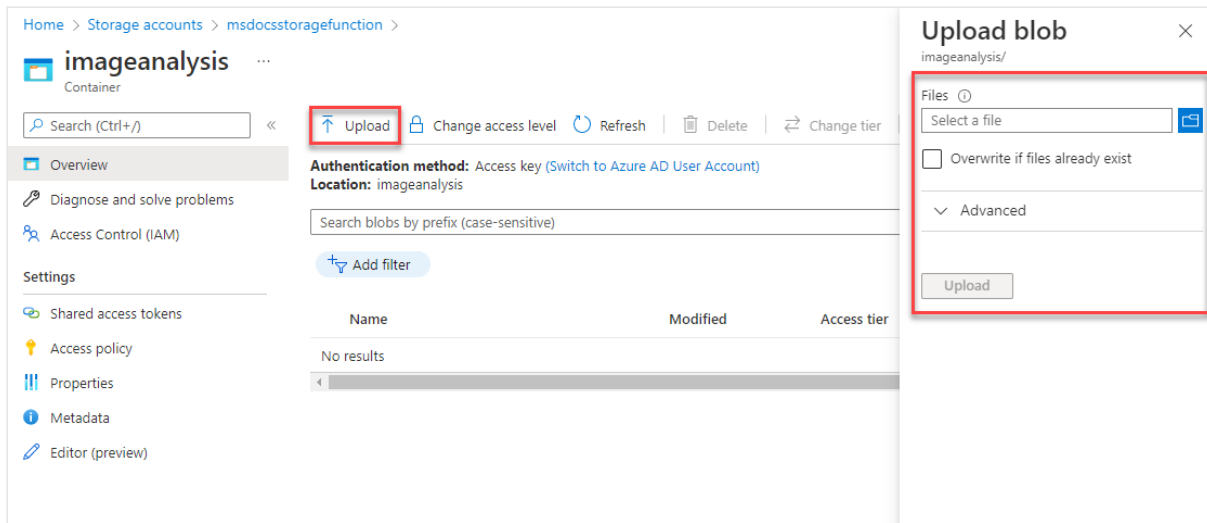 Home > Storage accounts > msdocsstoragefunction >
imageanalysis ...
Container
Search (Ctrl+/)
«
Overview
Diagnose and solve problems
Access Control (IAM)
Settings
Shared access tokens
Access policy
Properties
Metadata
Editor (preview)
Upload Change access level Refresh Delete Change tier
Authentication method: Access key (Switch to Azure AD User Account)
Location: imageanalysis
Search blobs by prefix (case-sensitive)
Add filter
Name Modified Access tier
No results
Upload blob
imageanalysis/
Files
Select a file
Overwrite if files already exist
Advanced
Upload